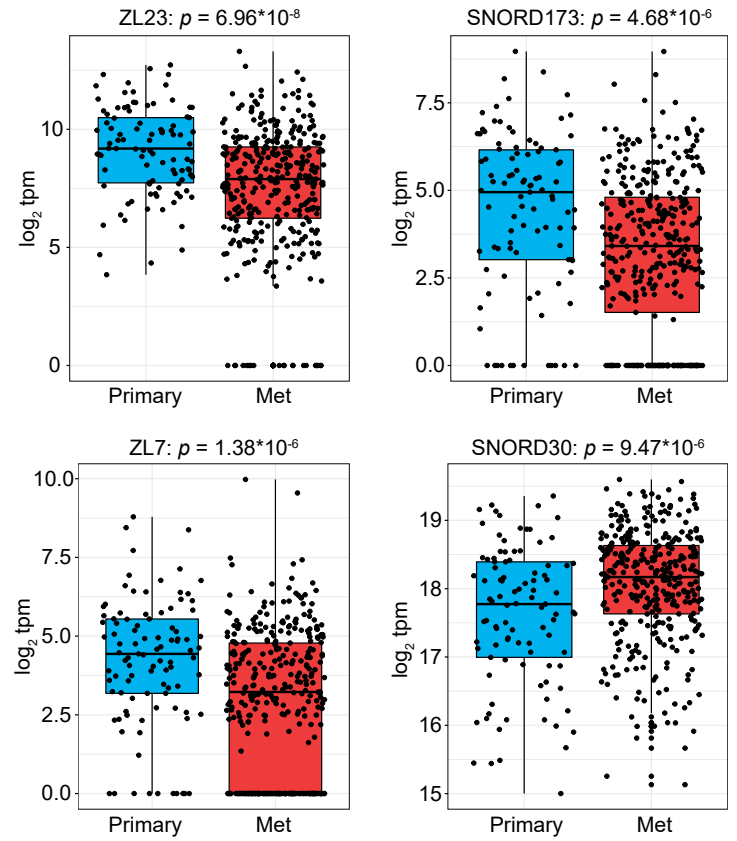 ZL23: p = 6.96*10-8
log2 tpm
10
5
0
Primary Met
SNORD173: p = 4.68*10-6
log2 tpm
7.5
5.0
2.5
0.0
Primary Met
ZL7: p = 1.38*10-6
log2 tpm
10.0
7.5
5.0
2.5
0.0
Primary Met
SNORD30: p = 9.47*10-6
log2 tpm
19
18
17
16
15
Primary Met